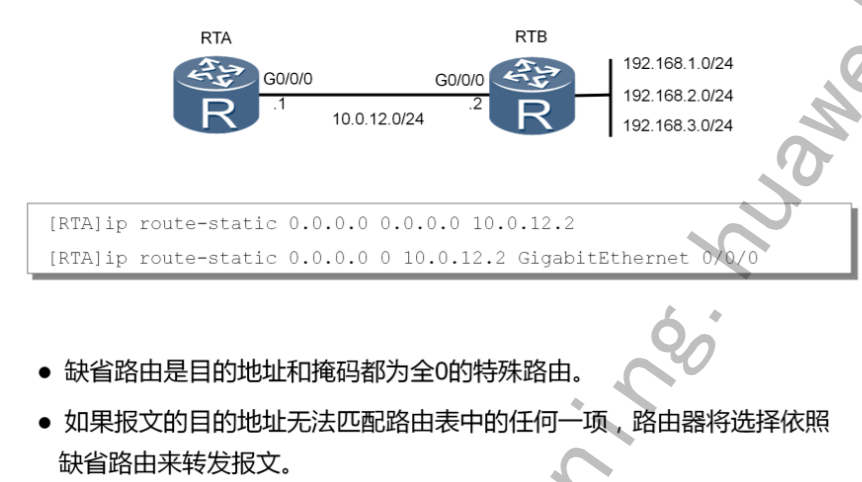 RTA
RTB
G0/0/0
G0/0/0
.1
.2
10.0.12.0/24
192.168.1.0/24
192.168.2.0/24
192.168.3.0/24
R
R
[RTA]ip route-static 0.0.0.0 0.0.0.0 10.0.12.2
[RTA]ip route-static 0.0.0.0 0 10.0.12.2 GigabitEthernet 0/0/0
● 缺省路由是目的地址和掩码都为全0的特殊路由。
● 如果报文的目的地址无法匹配路由表中的任何一项，路由器将选择依照
缺省路由来转发报文。
ning.huawe